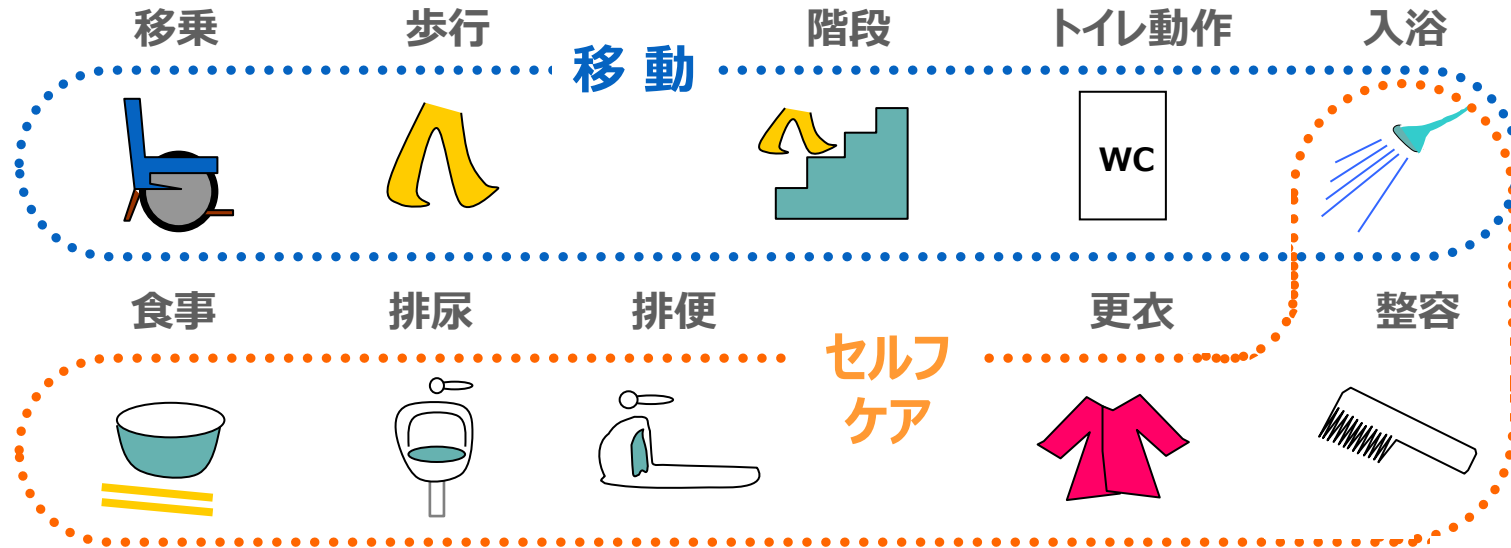 移乗
歩行
階段
トイレ動作
入浴
移 動
WC
食事
排尿
排便
更衣
整容
セルフ
ケア